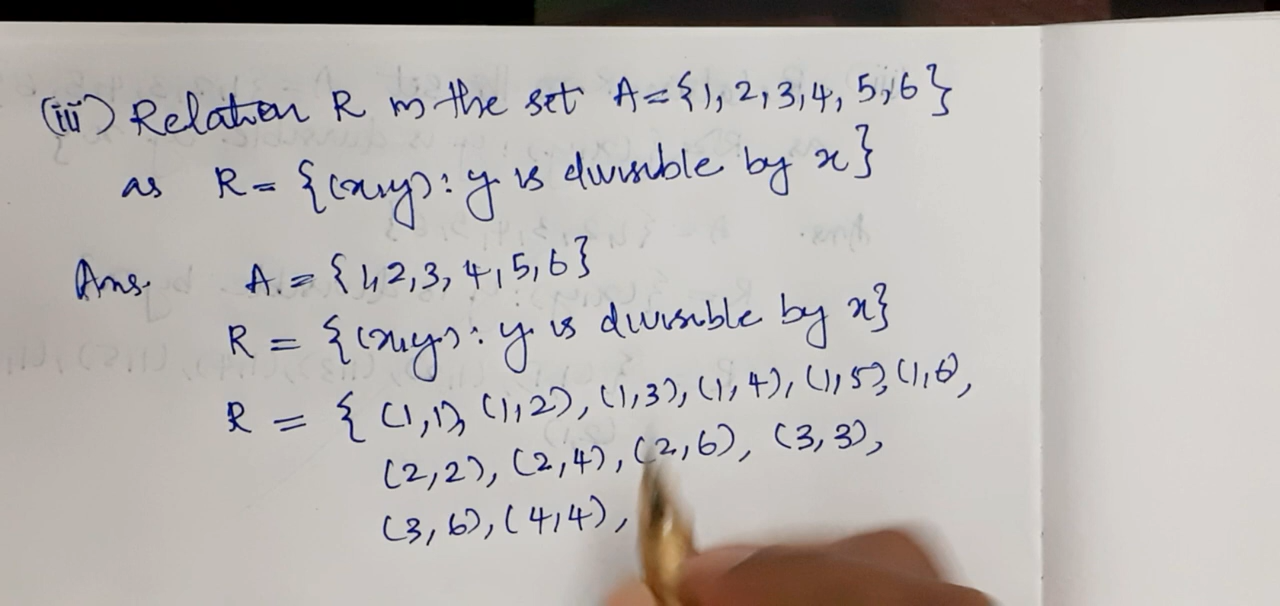 (iii) Relation R in the set A={1,2,3,4,5,6}
as R={(x,y): y is divisible by x}
Ans. A = {1,2,3,4,5,6}
R = {(x,y): y is divisible by x}
R = {(1,1), (1,2), (1,3), (1,4), (1,5), (1,6),
(2,2), (2,4), (2,6), (3,3),
(3,6), (4,4),